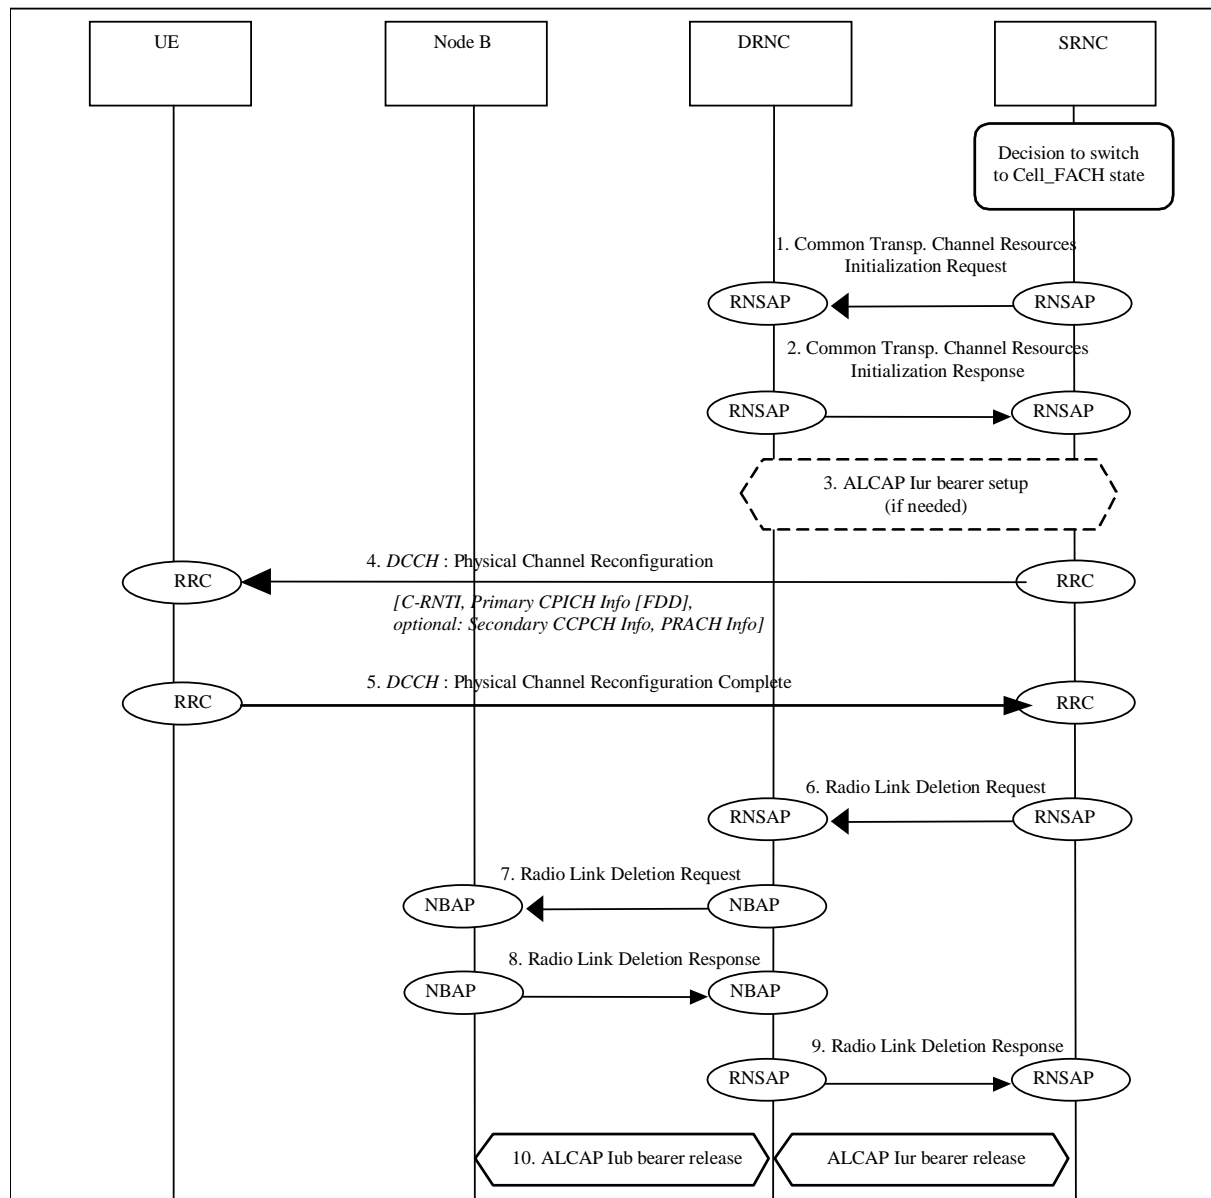 UE
Node B
DRNC
SRNC
Decision to switch
to Cell_FACH state
1. Common Transp. Channel Resources
Initialization Request
RNSAP
RNSAP
2. Common Transp. Channel Resources
Initialization Response
RNSAP
RNSAP
3. ALCAP Iur bearer setup
(if needed)
4. DCCH : Physical Channel Reconfiguration
RRC
RRC
[C-RNTI, Primary CPICH Info [FDD],
optional: Secondary CCPCH Info, PRACH Info]
5. DCCH : Physical Channel Reconfiguration Complete
RRC
RRC
6. Radio Link Deletion Request
RNSAP
RNSAP
7. Radio Link Deletion Request
NBAP
NBAP
8. Radio Link Deletion Response
NBAP
NBAP
9. Radio Link Deletion Response
RNSAP
RNSAP
10. ALCAP Iub bearer release
ALCAP Iur bearer release